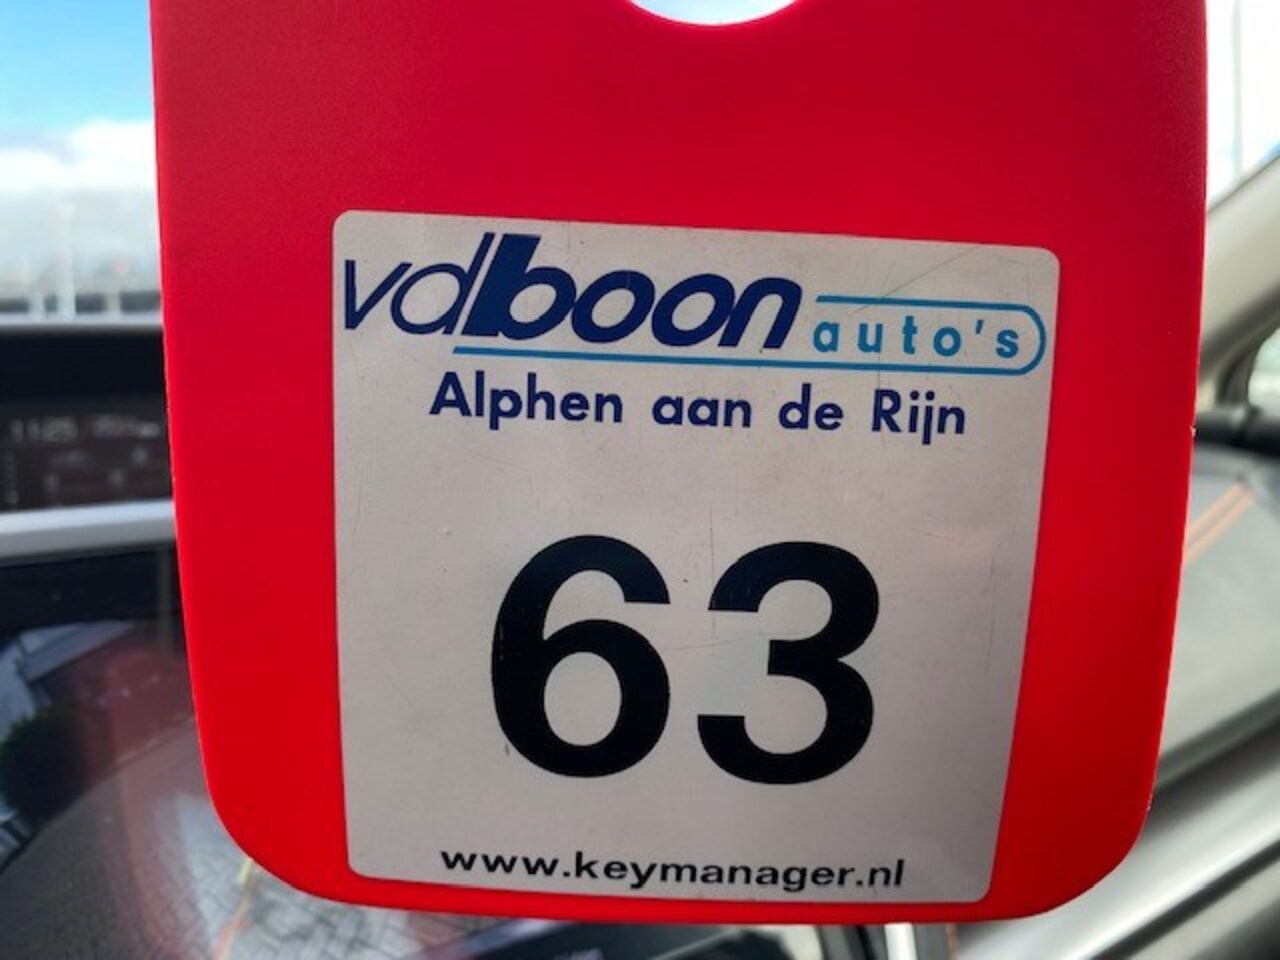 vdboon auto's
Alphen aan de Rijn
63
www.keymanager.nl